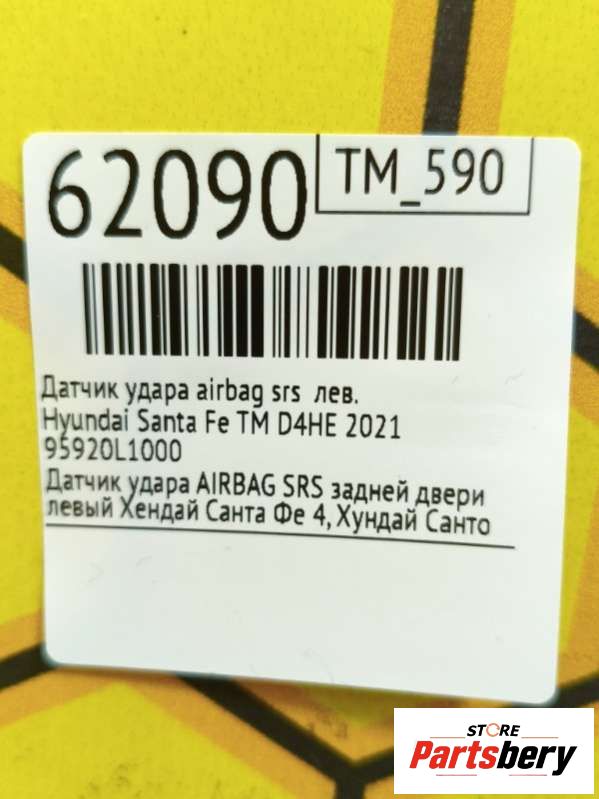 62090
TM_590
Датчик удара airbag srs лев.
Hyundai Santa Fe TM D4HE 2021
95920L1000
Датчик удара AIRBAG SRS задней двери
левый Хендай Санта Фе 4, Хундай Санто
STORE
Partsbery